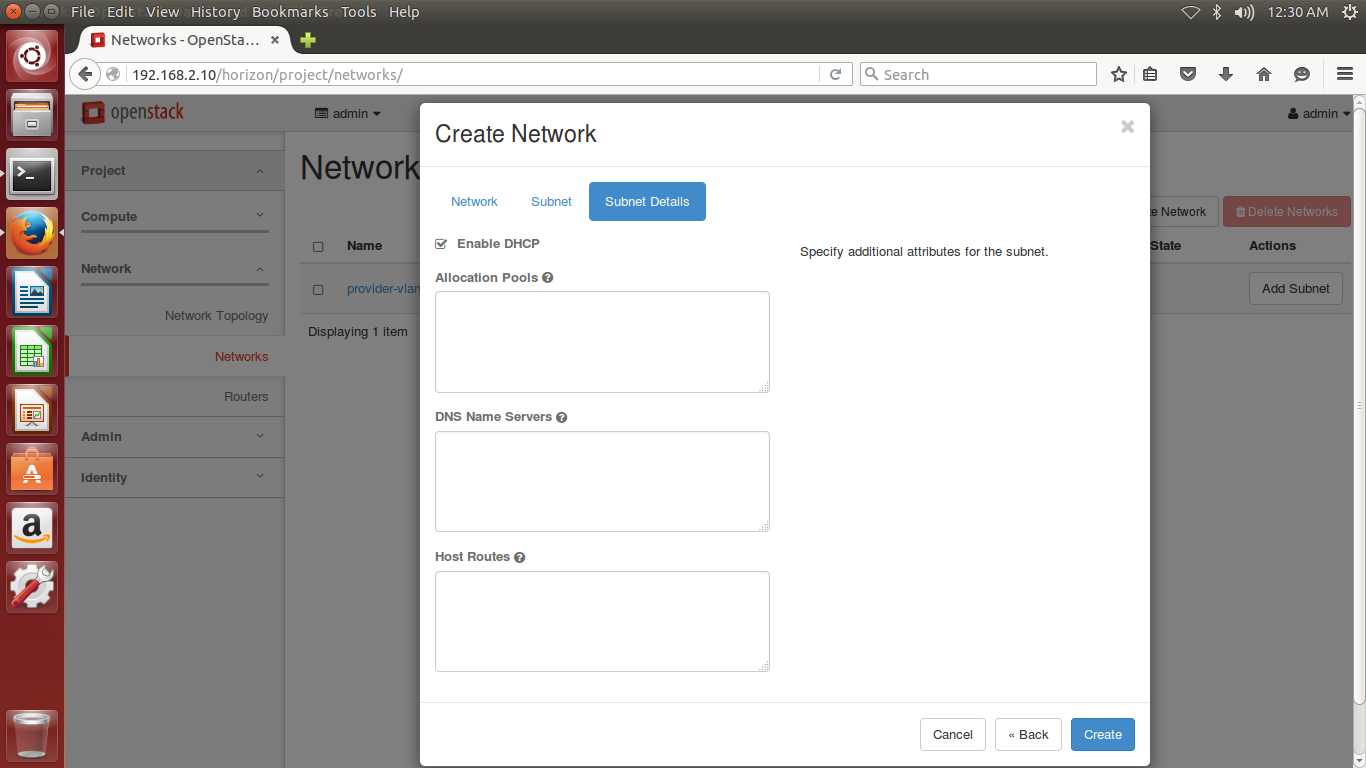 File Edit View History Bookmarks Tools Help
12:30 AM
Networks - OpenSta...
192.168.2.10/horizon/project/networks/
Search
openstack
admin
admin
Project
Compute
Network
Network Topology
Networks
Routers
Admin
Identity
Network
Network
Delete Networks
Name
State
Actions
provider-vlan
Add Subnet
Displaying 1 item
Create Network
Network
Subnet
Subnet Details
Enable DHCP
Specify additional attributes for the subnet.
Allocation Pools
DNS Name Servers
Host Routes
Cancel
« Back
Create